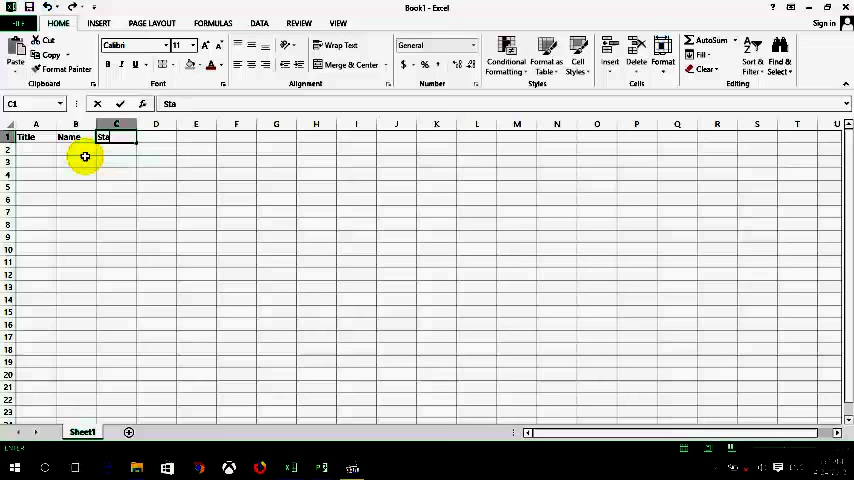 Book1 - Excel
FILE HOME INSERT PAGE LAYOUT FORMULAS DATA REVIEW VIEW Sign in
Cut Calibri 11 Wrap Text General AutoSum
Copy Fill
Paste Format Painter Merge & Center Conditional Formatting Format as Table Cell Styles Insert Delete Format Clear Sort & Filter Find & Select
Clipboard Font Alignment Number Styles Cells Editing
C1 Sta
A B C D E F G H I J K L M N O P Q R S T U
1 Title Name Sta
2
3
4
5
6
7
8
9
10
11
12
13
14
15
16
17
18
19
20
21
22
23
Sheet1
ENTER